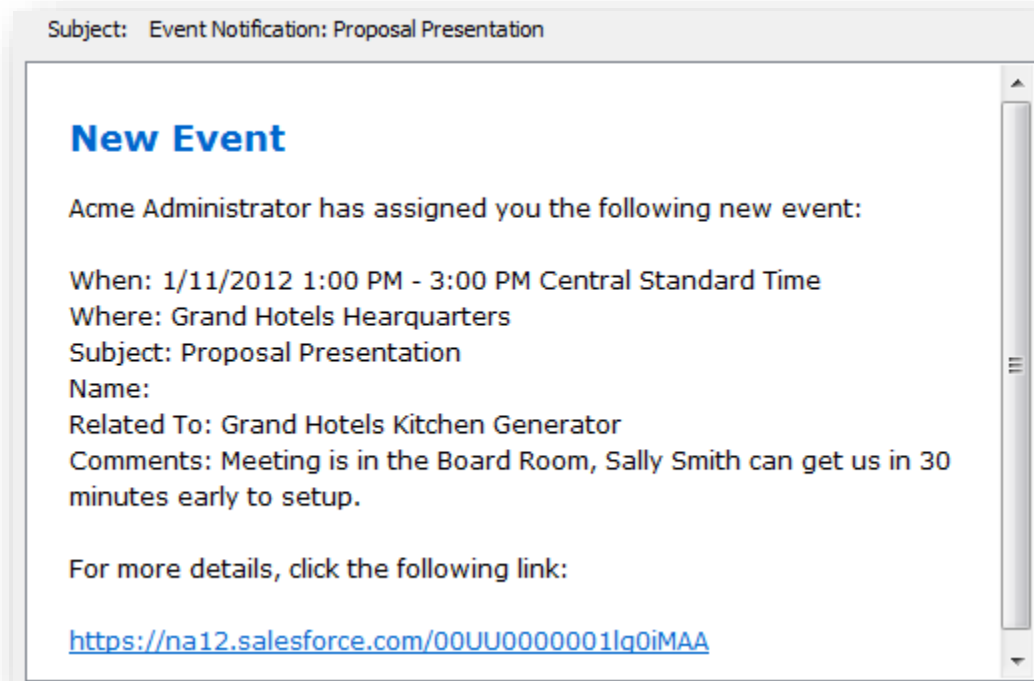 Subject: Event Notification: Proposal Presentation
New Event
Acme Administrator has assigned you the following new event:
When: 1/11/2012 1:00 PM - 3:00 PM Central Standard Time
Where: Grand Hotels Hearquarters
Subject: Proposal Presentation
Name:
Related To: Grand Hotels Kitchen Generator
Comments: Meeting is in the Board Room, Sally Smith can get us in 30
minutes early to setup.
For more details, click the following link:
https://na12.salesforce.com/00UU0000001lq0iMAA